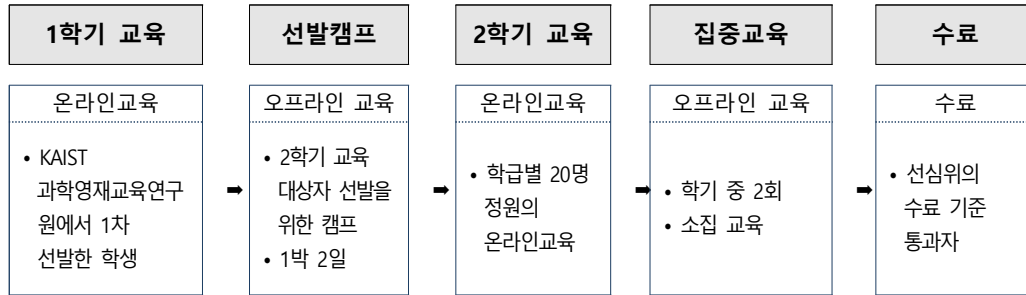 1학기 교육
선발캠프
2학기 교육
집중교육
수료
온라인교육
• KAIST
과학영재교육연구
원에서 1차
선발한 학생
➡
오프라인 교육
• 2학기 교육
대상자 선발을
위한 캠프
• 1박 2일
➡
온라인교육
• 학급별 20명
정원의
온라인교육
➡
오프라인 교육
• 학기 중 2회
• 소집 교육
➡
수료
• 선심위의
수료 기준
통과자